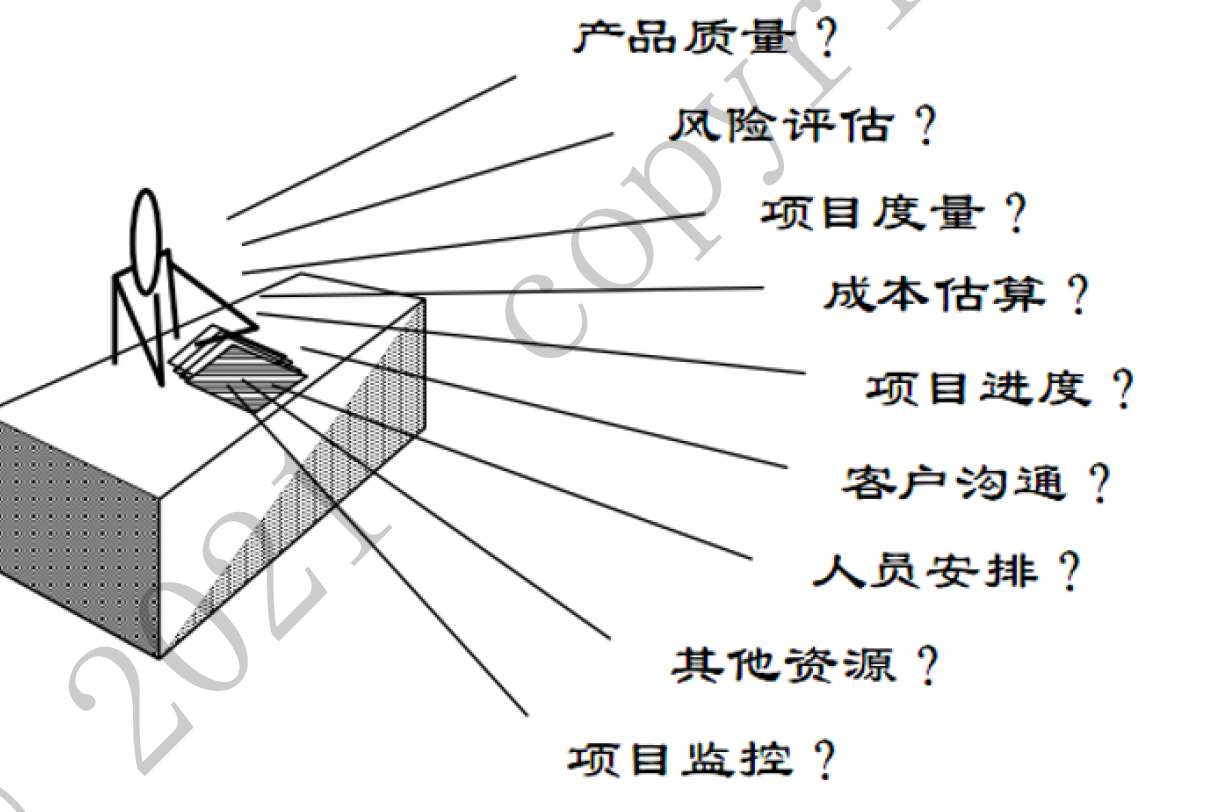 产品质量?
风险评估?
项目度量?
成本估算?
项目进度?
客户沟通?
人员安排?
其他资源?
项目监控?
2021 copyr